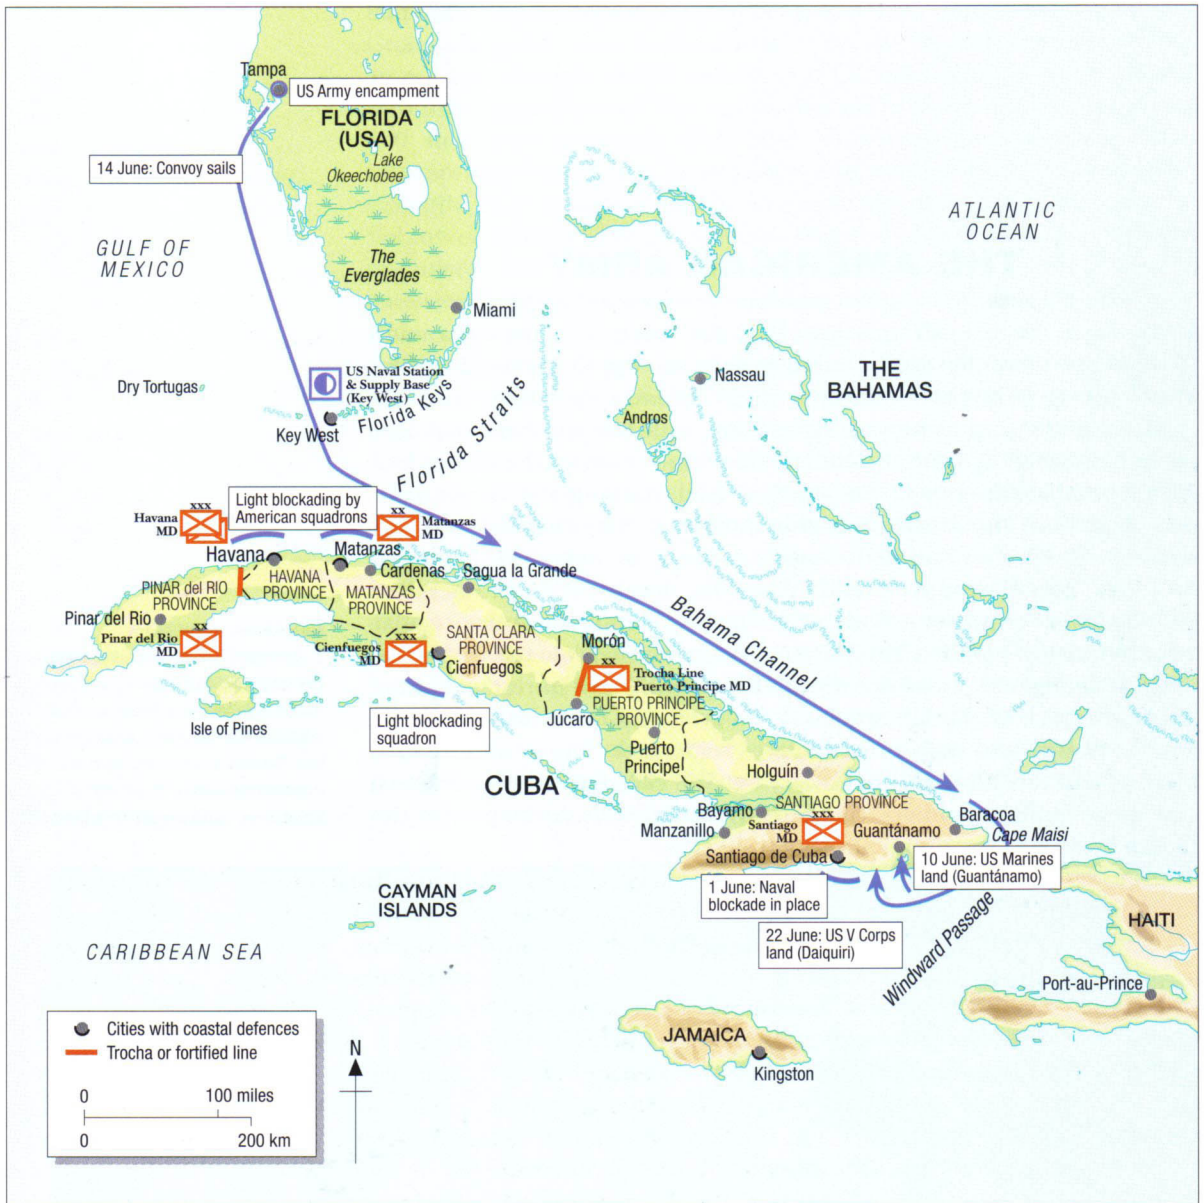 Tampa
US Army encampment
FLORIDA
(USA)
Lake
Okeechobee
14 June: Convoy sails
ATLANTIC
OCEAN
GULF OF
MEXICO
The
Everglades
Miami
US Naval Station
& Supply Base
(Key West)
Dry Tortugas
Florida Keys
Key West
Florida Straits
Nassau
THE
BAHAMAS
Andros
Light blockading by
American squadrons
xxx
Havana
MD
xx
Matanzas
MD
Havana
Matanzas
Cardenas
Sagua la Grande
PINAR del RIO
PROVINCE
HAVANA
PROVINCE
MATANZAS
PROVINCE
Bahama Channel
Pinar del Rio
xx
Pinar del Rio
MD
SANTA CLARA
PROVINCE
xxx
Cienfuegos
MD
Cienfuegos
Morón
xx
Trocha Line
Puerto Principe MD
Isle of Pines
Light blockading
squadron
Júcaro
PUERTO PRINCIPE
PROVINCE
Puerto
Principe
CUBA
Holguín
SANTIAGO PROVINCE
Bayamo
Manzanillo
xxx
Santiago
MD
Guantánamo
Baracoa
Cape Maisi
Santiago de Cuba
10 June: US Marines
land (Guantánamo)
1 June: Naval
blockade in place
22 June: US V Corps
land (Daiquiri)
Windward Passage
CAYMAN
ISLANDS
HAITI
CARIBBEAN SEA
Port-au-Prince
JAMAICA
Kingston
Cities with coastal defences
Trocha or fortified line
0 100 miles
0 200 km
N